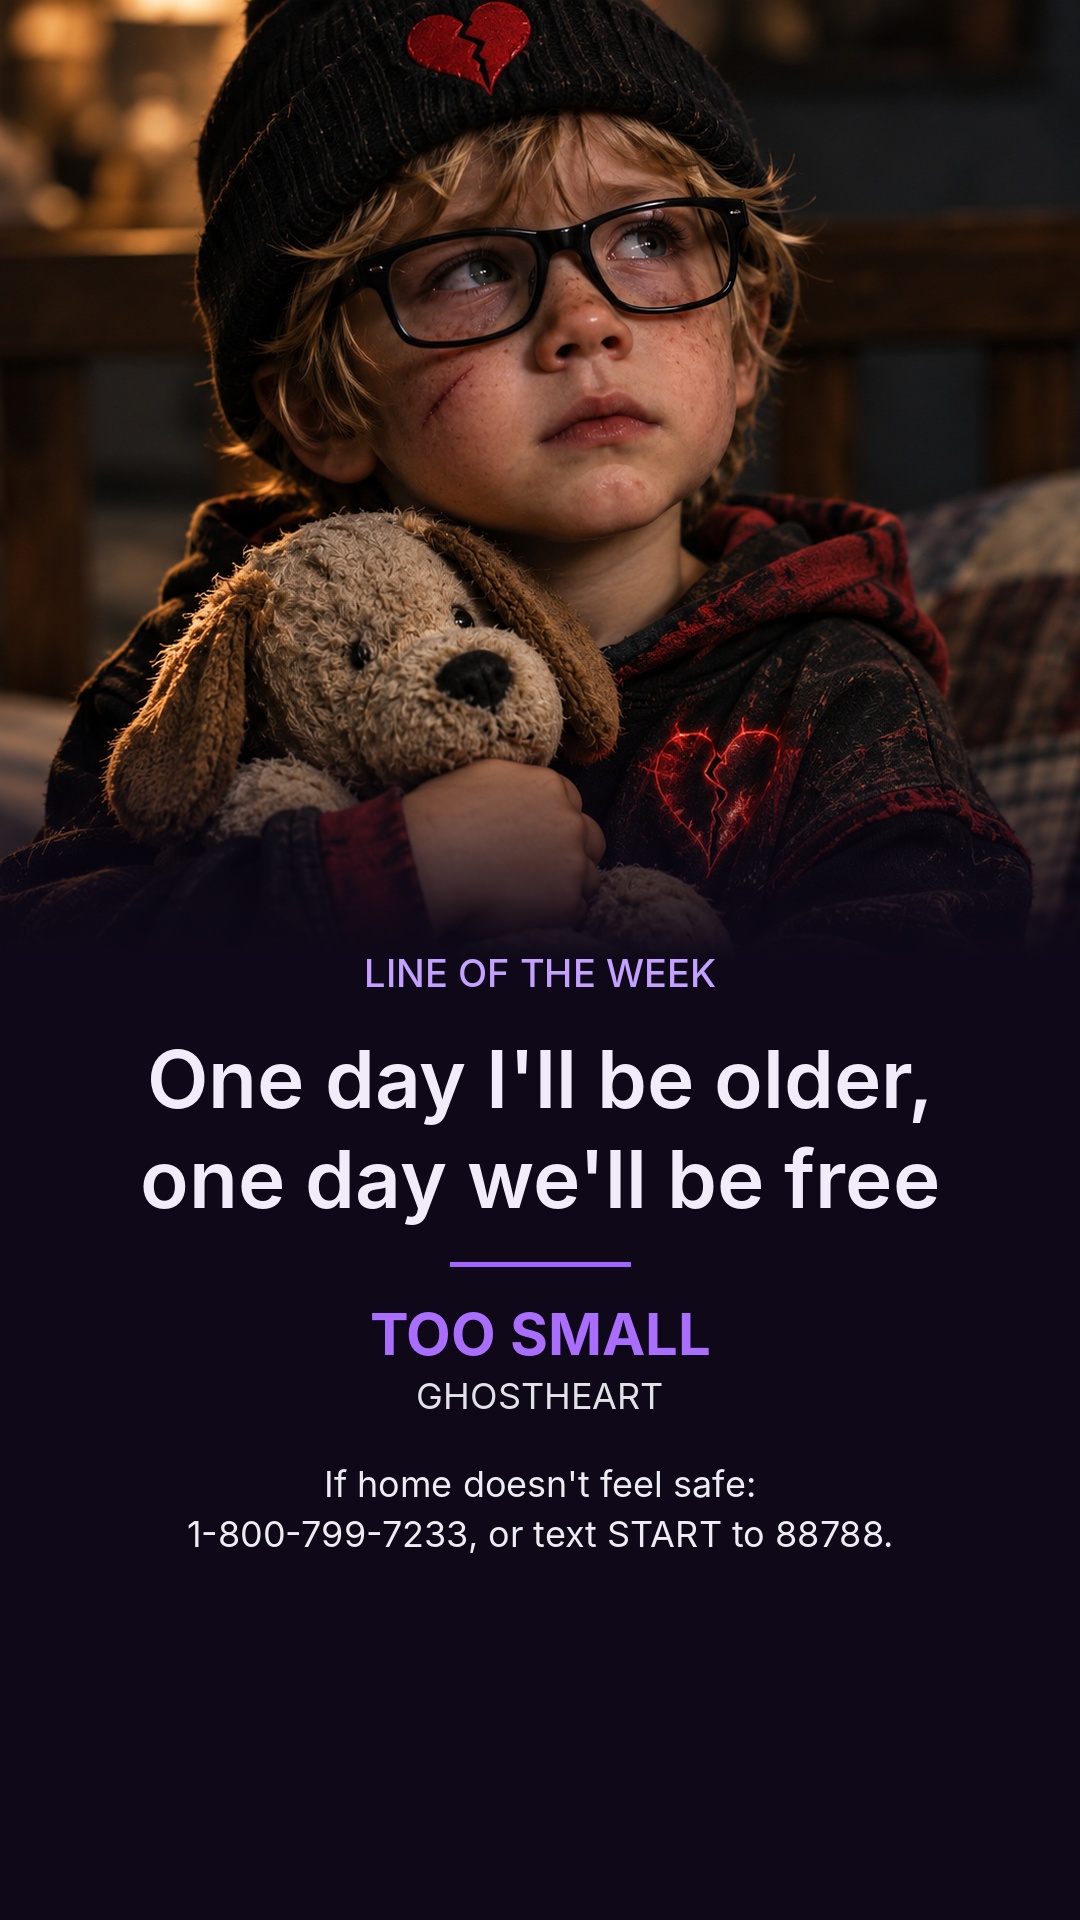 LINE OF THE WEEK
One day I'll be older,
one day we'll be free
TOO SMALL
GHOSTHEART
If home doesn't feel safe:
1-800-799-7233, or text START to 88788.